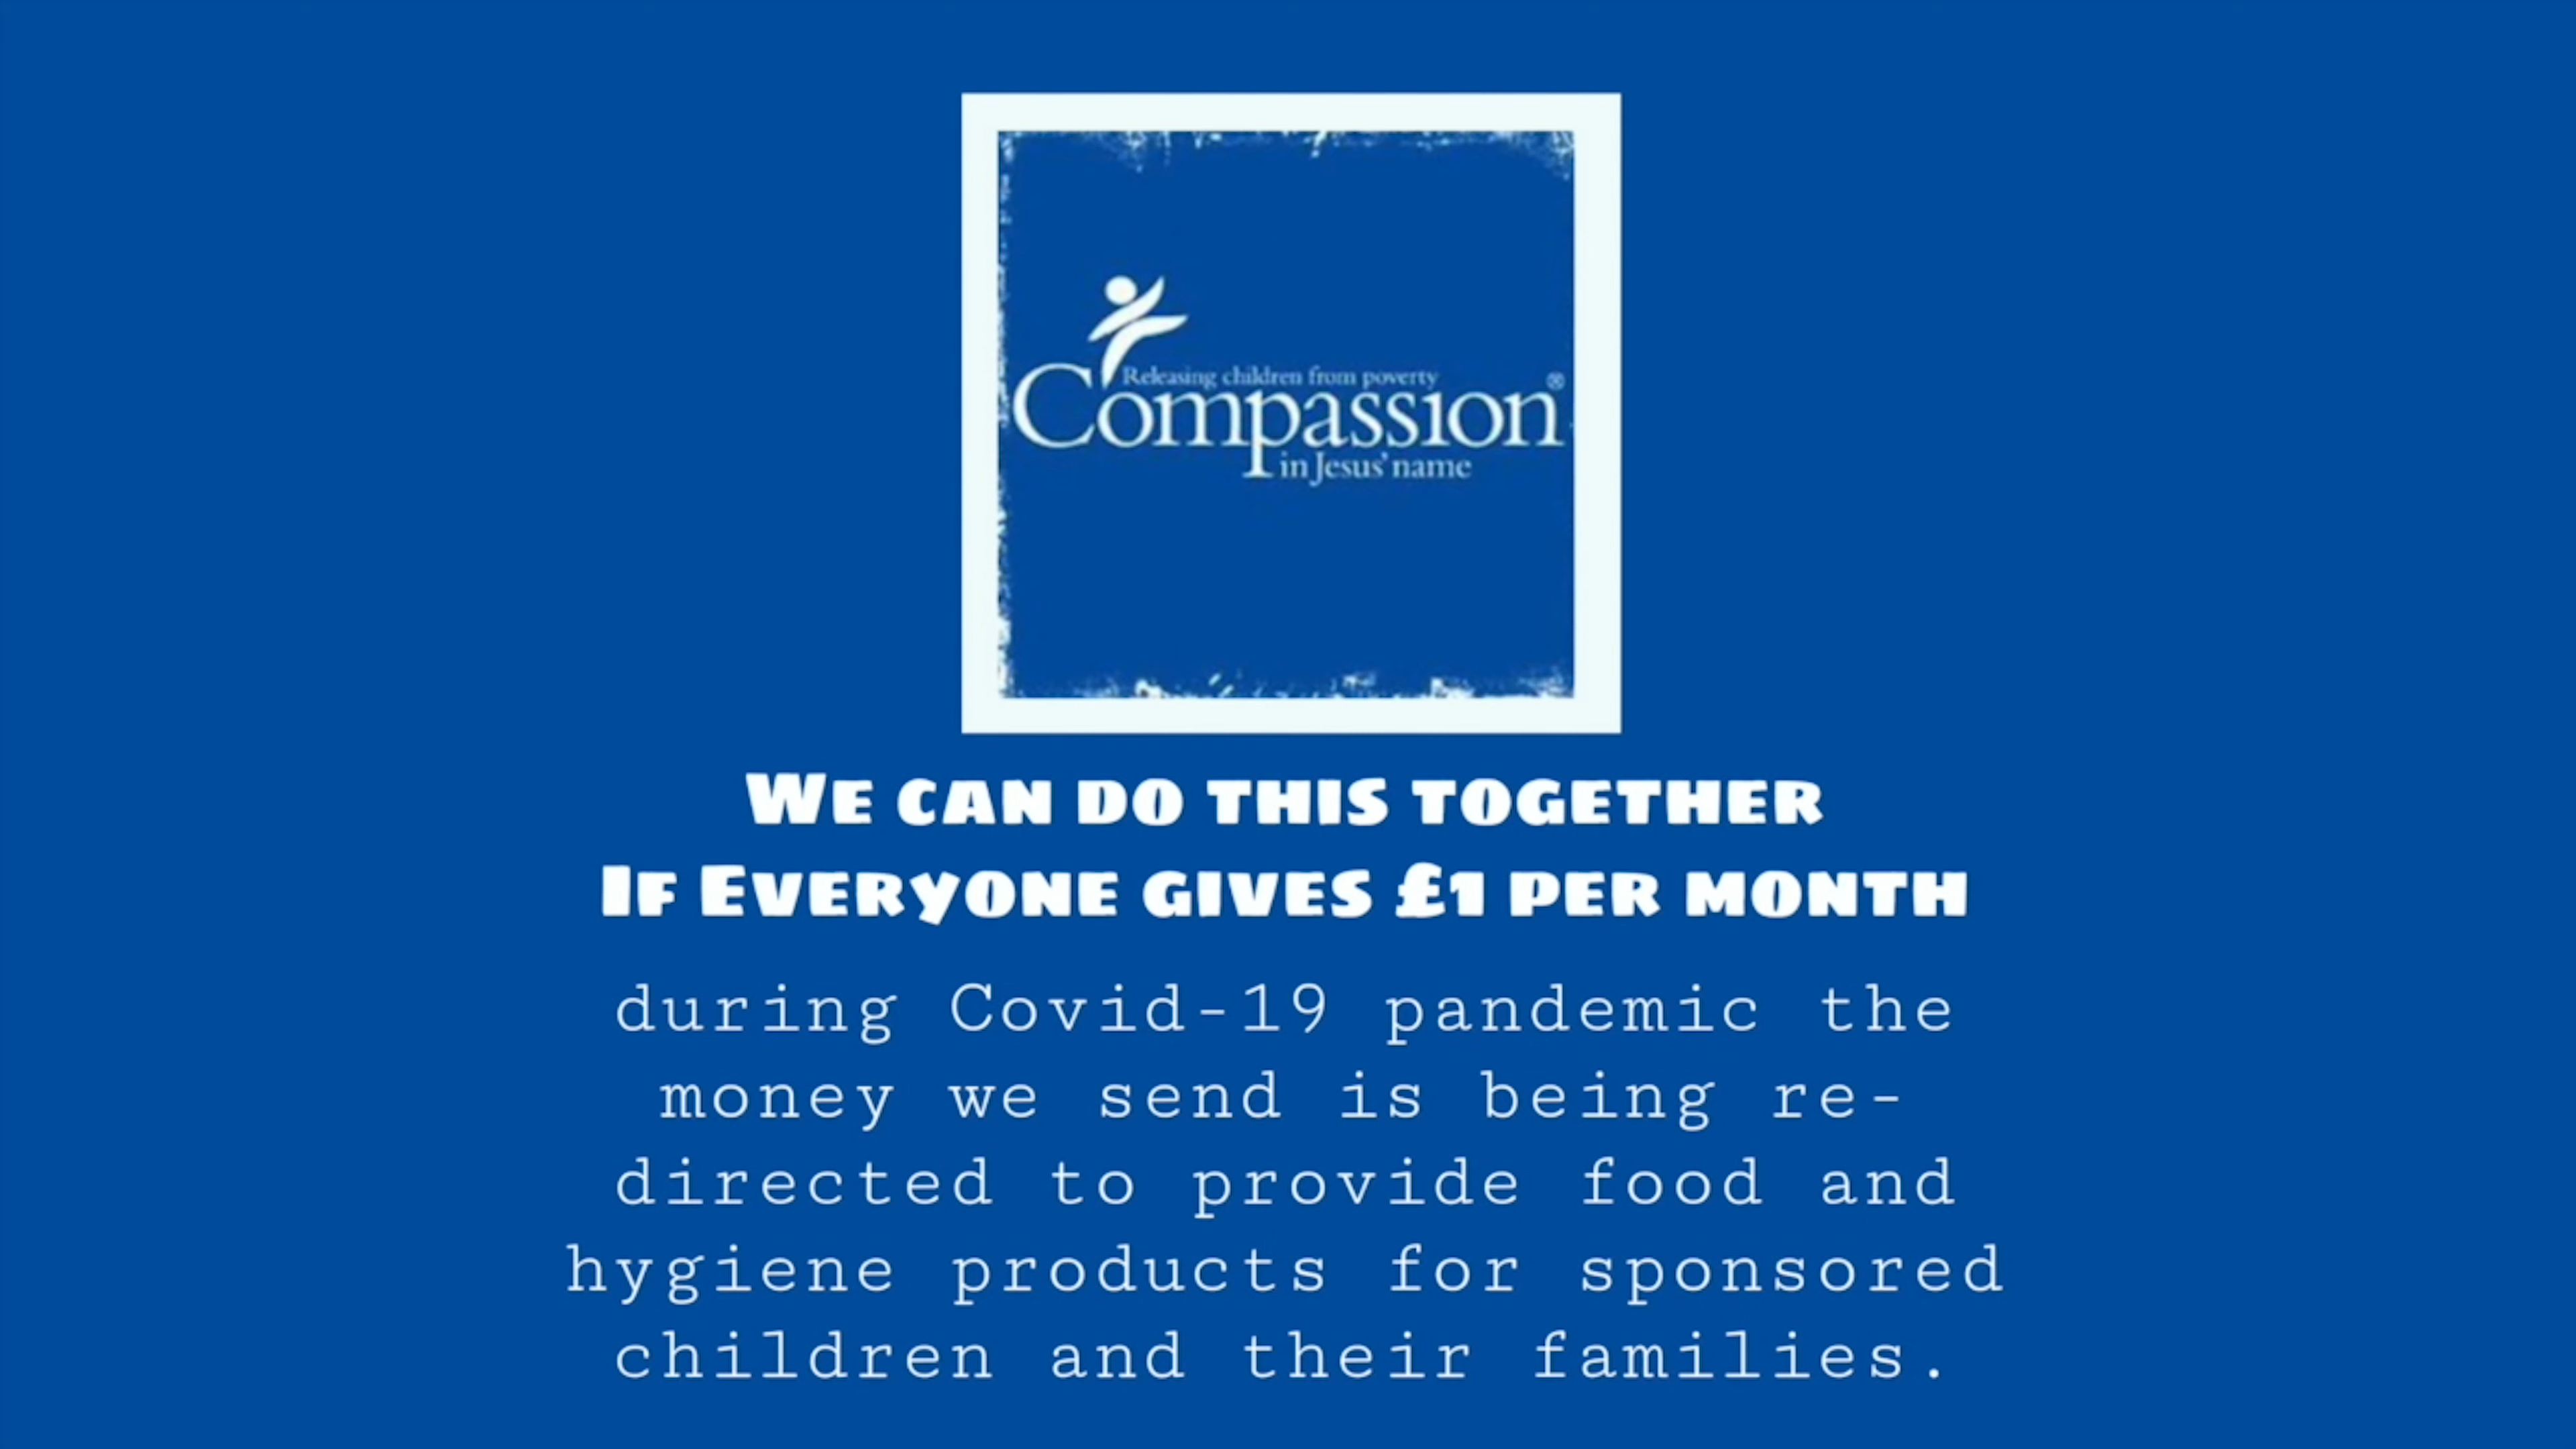 Releasing children from poverty
Compassion®
in Jesus' name
We can do this together
If Everyone gives £1 per month
during Covid-19 pandemic the
money we send is being re-
directed to provide food and
hygiene products for sponsored
children and their families.